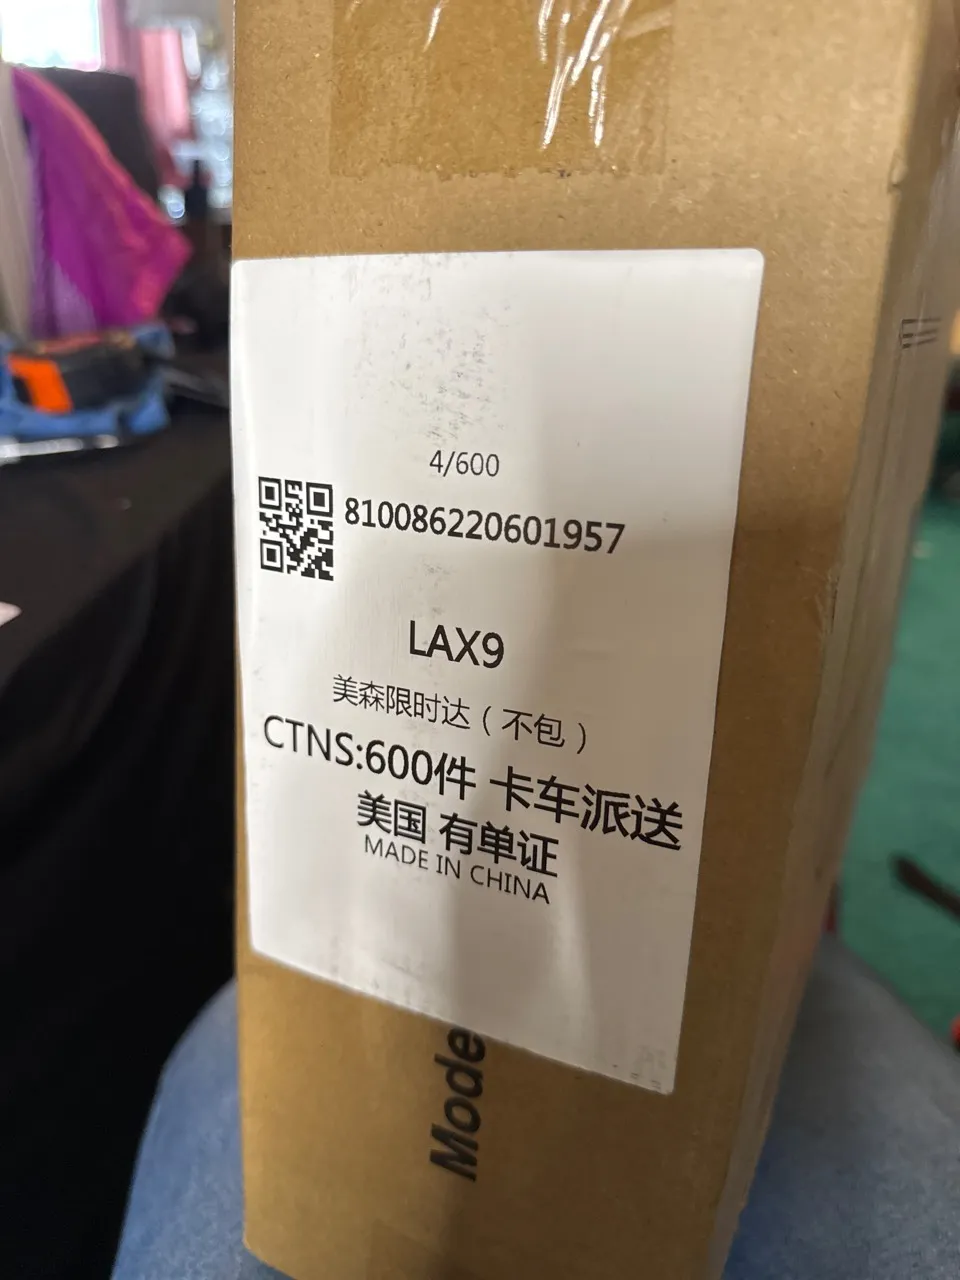 4/600
810086220601957
LAX9
美森限时达（不包）
CTNS:600件 卡车派送
美国 有单证
MADE IN CHINA
Mode